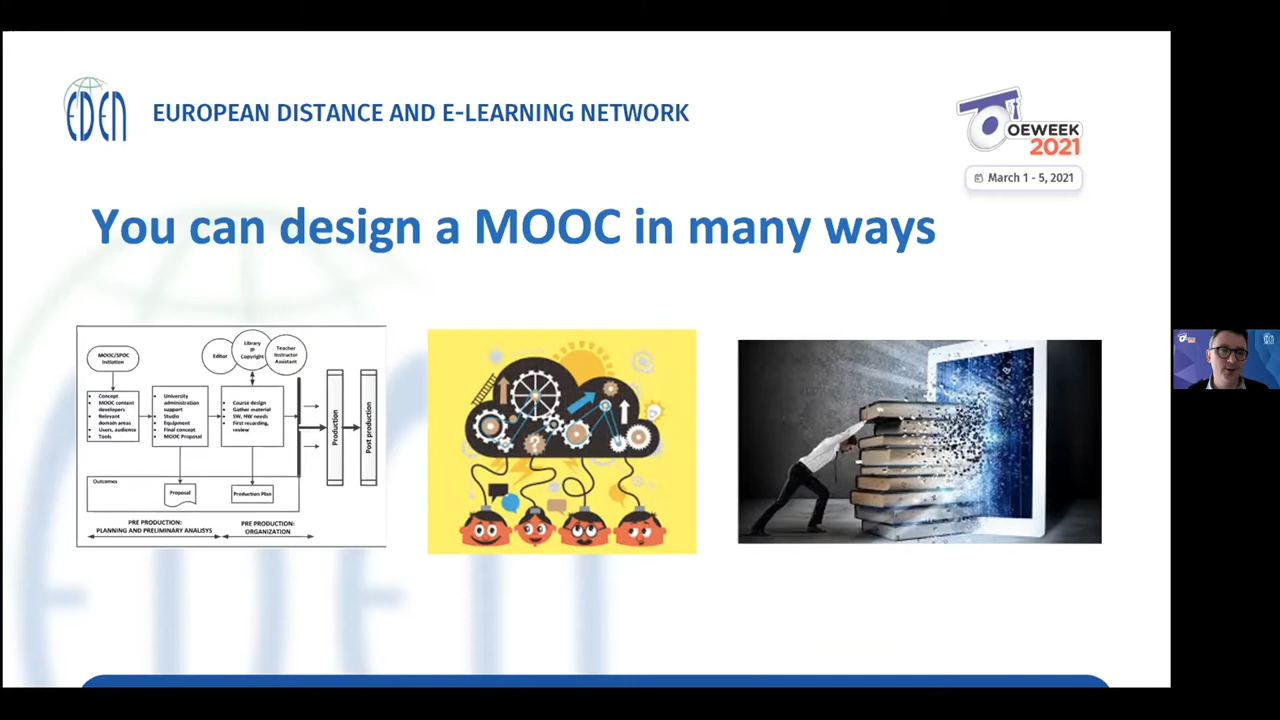 EDEN
EUROPEAN DISTANCE AND E-LEARNING NETWORK
OEWEEK
2021
March 1 - 5, 2021
You can design a MOOC in many ways
MOOC/SPOC
Initiation
Editor
Library
IP
Copyright
Teacher
Instructor
Assistant
Concept
MOOC content
developers
Relevant
domain areas
Users, audience
Tools
University
administration
support
Studio
Equipment
Final concept
MOOC Proposal
Course design
Gather material
SW, HW needs
First recording,
review
Production
Post production
Outcomes
Proposal
Production Plan
PRE PRODUCTION:
PLANNING AND PRELIMINARY ANALISYS
PRE PRODUCTION:
ORGANIZATION
EDEN